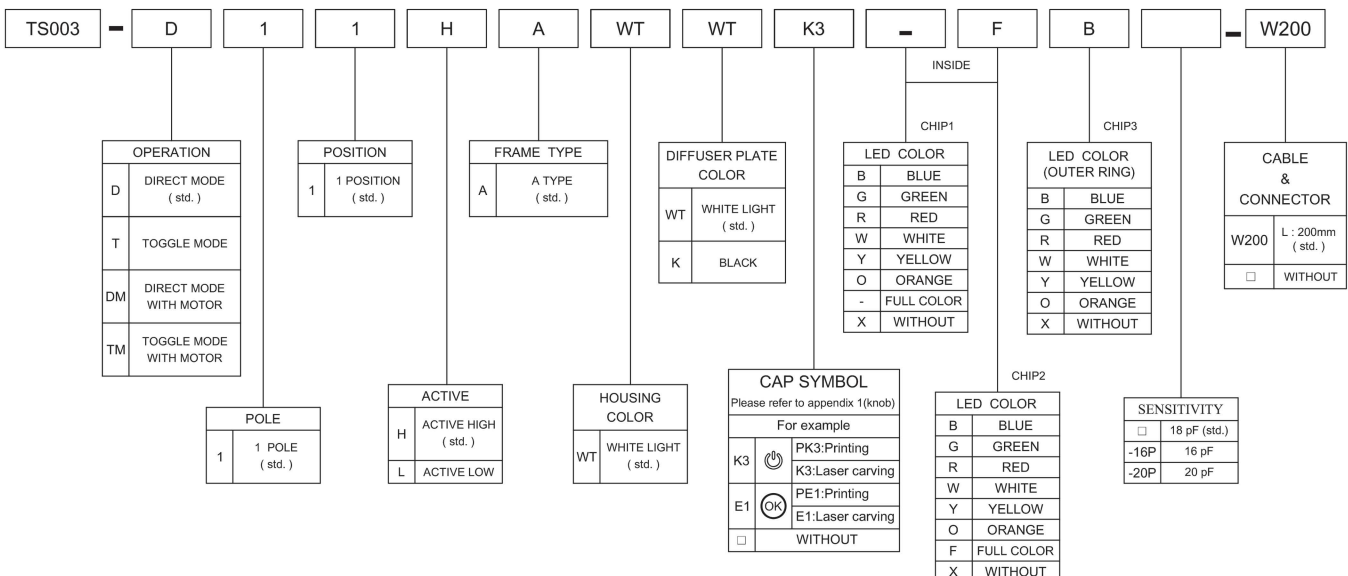 TS003 - D 1 1 H A WT WT K3 - F B - W200
INSIDE
CHIP1
CHIP3
OPERATION
D DIRECT MODE
( std. )
T TOGGLE MODE
DM DIRECT MODE
WITH MOTOR
TM TOGGLE MODE
WITH MOTOR
POSITION
1 1 POSITION
( std. )
FRAME TYPE
A A TYPE
( std. )
DIFFUSER PLATE
COLOR
WT WHITE LIGHT
( std. )
K BLACK
LED COLOR
B BLUE
G GREEN
R RED
W WHITE
Y YELLOW
O ORANGE
- FULL COLOR
X WITHOUT
LED COLOR
(OUTER RING)
B BLUE
G GREEN
R RED
W WHITE
Y YELLOW
O ORANGE
X WITHOUT
CABLE
&
CONNECTOR
W200 L : 200mm
( std. )
□ WITHOUT
POLE
1 1 POLE
( std. )
ACTIVE
H ACTIVE HIGH
( std. )
L ACTIVE LOW
HOUSING
COLOR
WT WHITE LIGHT
( std. )
CAP SYMBOL
Please refer to appendix 1(knob)
For example
K3 PK3:Printing
K3:Laser carving
E1 OK PE1:Printing
E1:Laser carving
□ WITHOUT
CHIP2
LED COLOR
B BLUE
G GREEN
R RED
W WHITE
Y YELLOW
O ORANGE
F FULL COLOR
X WITHOUT
SENSITIVITY
□ 18 pF (std.)
-16P 16 pF
-20P 20 pF